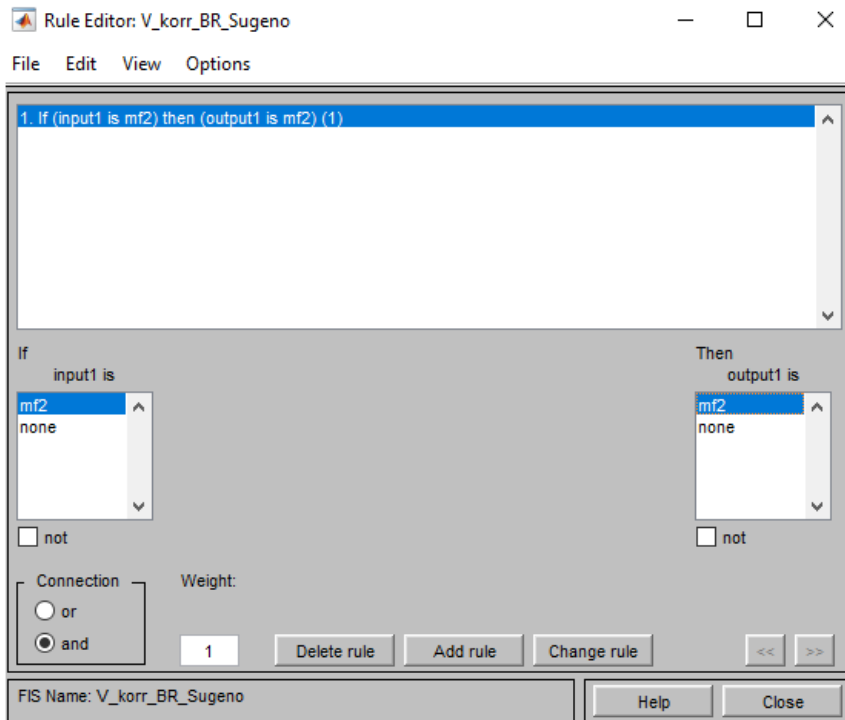 Rule Editor: V_korr_BR_Sugeno
File Edit View Options
1. If (input1 is mf2) then (output1 is mf2) (1)
If
input1 is
mf2
none
not
Then
output1 is
mf2
none
not
Connection
or
and
Weight:
1
Delete rule
Add rule
Change rule
<<
>>
FIS Name: V_korr_BR_Sugeno
Help
Close